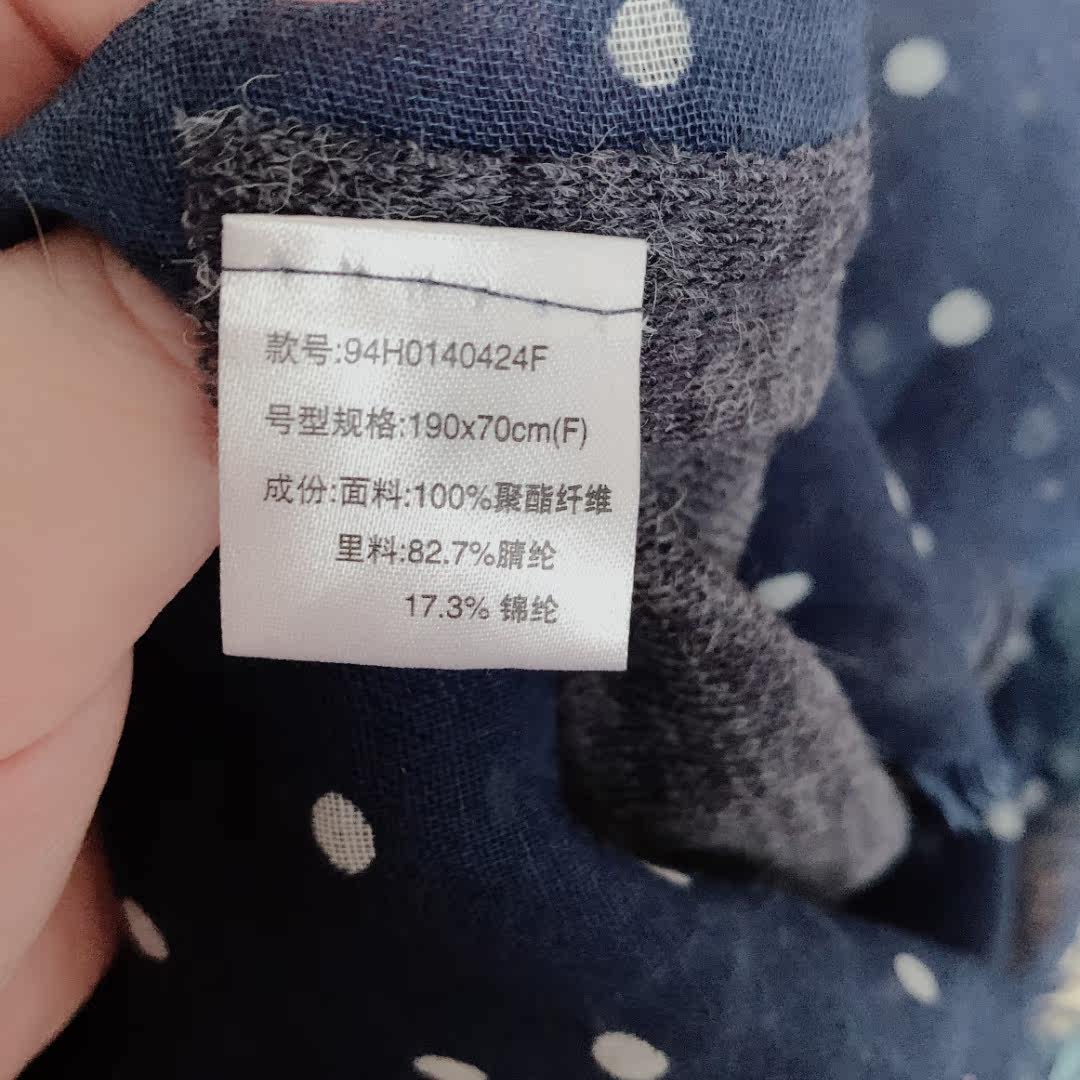 款号:94H0140424F
号型规格:190x70cm(F)
成份:面料:100%聚酯纤维
里料:82.7%腈纶
17.3% 锦纶